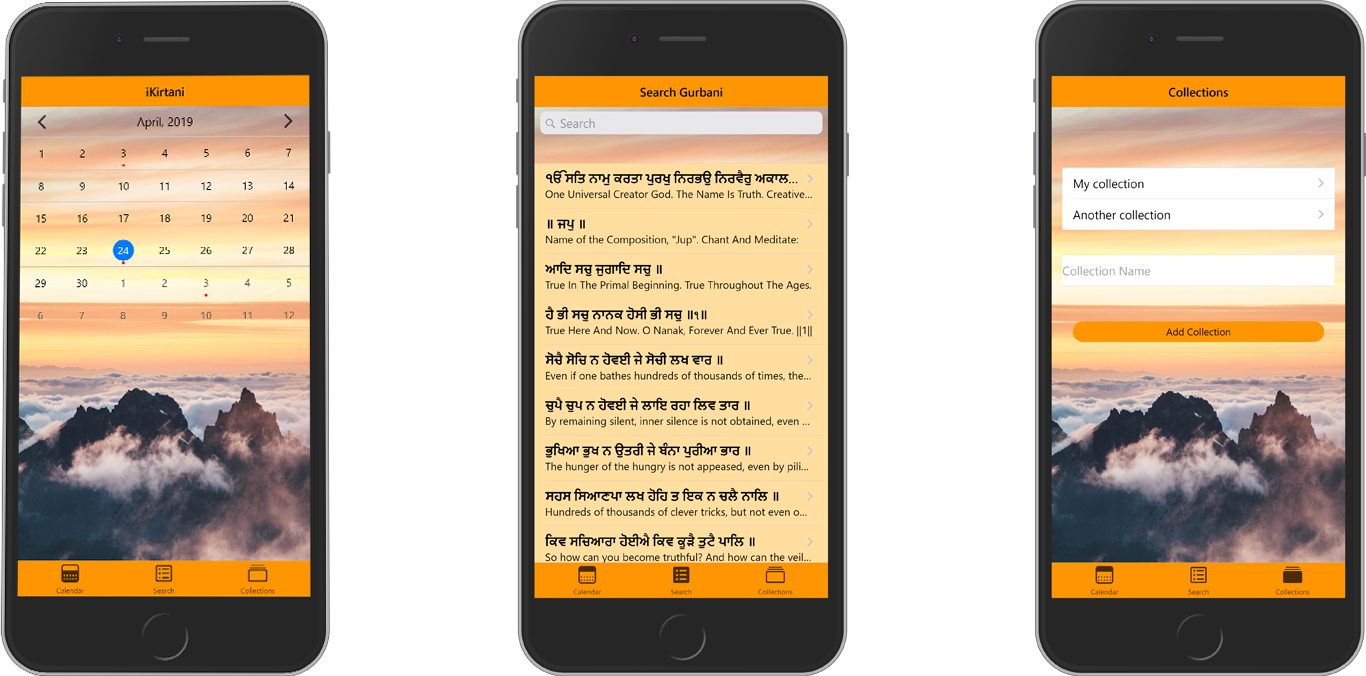 iKirtani
April, 2019
1 2 3 4 5 6 7
8 9 10 11 12 13 14
15 16 17 18 19 20 21
22 23 24 25 26 27 28
29 30 1 2 3 4 5
6 7 8 9 10 11 12
Calendar Search Collections
Search Gurbani
Search
ੴ ਸਤਿ ਨਾਮੁ ਕਰਤਾ ਪੁਰਖੁ ਨਿਰਭਉ ਨਿਰਵੈਰੁ ਅਕਾਲ...
One Universal Creator God. The Name Is Truth. Creative...
॥ ਜਪੁ ॥
Name of the Composition, "Jup". Chant And Meditate:
ਆਦਿ ਸਚੁ ਜੁਗਾਦਿ ਸਚੁ ॥
True In The Primal Beginning. True Throughout The Ages.
ਹੈ ਭੀ ਸਚੁ ਨਾਨਕ ਹੋਸੀ ਭੀ ਸਚੁ ॥੧॥
True Here And Now. O Nanak, Forever And Ever True. ||1||
ਸੋਚੈ ਸੋਚਿ ਨ ਹੋਵਈ ਜੇ ਸੋਚੀ ਲਖ ਵਾਰ ॥
Even if one bathes hundreds of thousands of times, the...
ਚੁਪੈ ਚੁਪ ਨ ਹੋਵਈ ਜੇ ਲਾਇ ਰਹਾ ਲਿਵ ਤਾਰ ॥
By remaining silent, inner silence is not obtained, even ...
ਭੁਖਿਆ ਭੁਖ ਨ ਉਤਰੀ ਜੇ ਬੰਨਾ ਪੁਰੀਆ ਭਾਰ ॥
The hunger of the hungry is not appeased, even by pili...
ਸਹਸ ਸਿਆਣਪਾ ਲਖ ਹੋਹਿ ਤ ਇਕ ਨ ਚਲੈ ਨਾਲਿ ॥
Hundreds of thousands of clever tricks, but not even o...
ਕਿਵ ਸਚਿਆਰਾ ਹੋਈਐ ਕਿਵ ਕੂੜੈ ਤੁਟੈ ਪਾਲਿ ॥
So how can you become truthful? And how can the veil...
Calendar Search Collections
Collections
My collection
Another collection
Collection Name
Add Collection
Calendar Search Collections